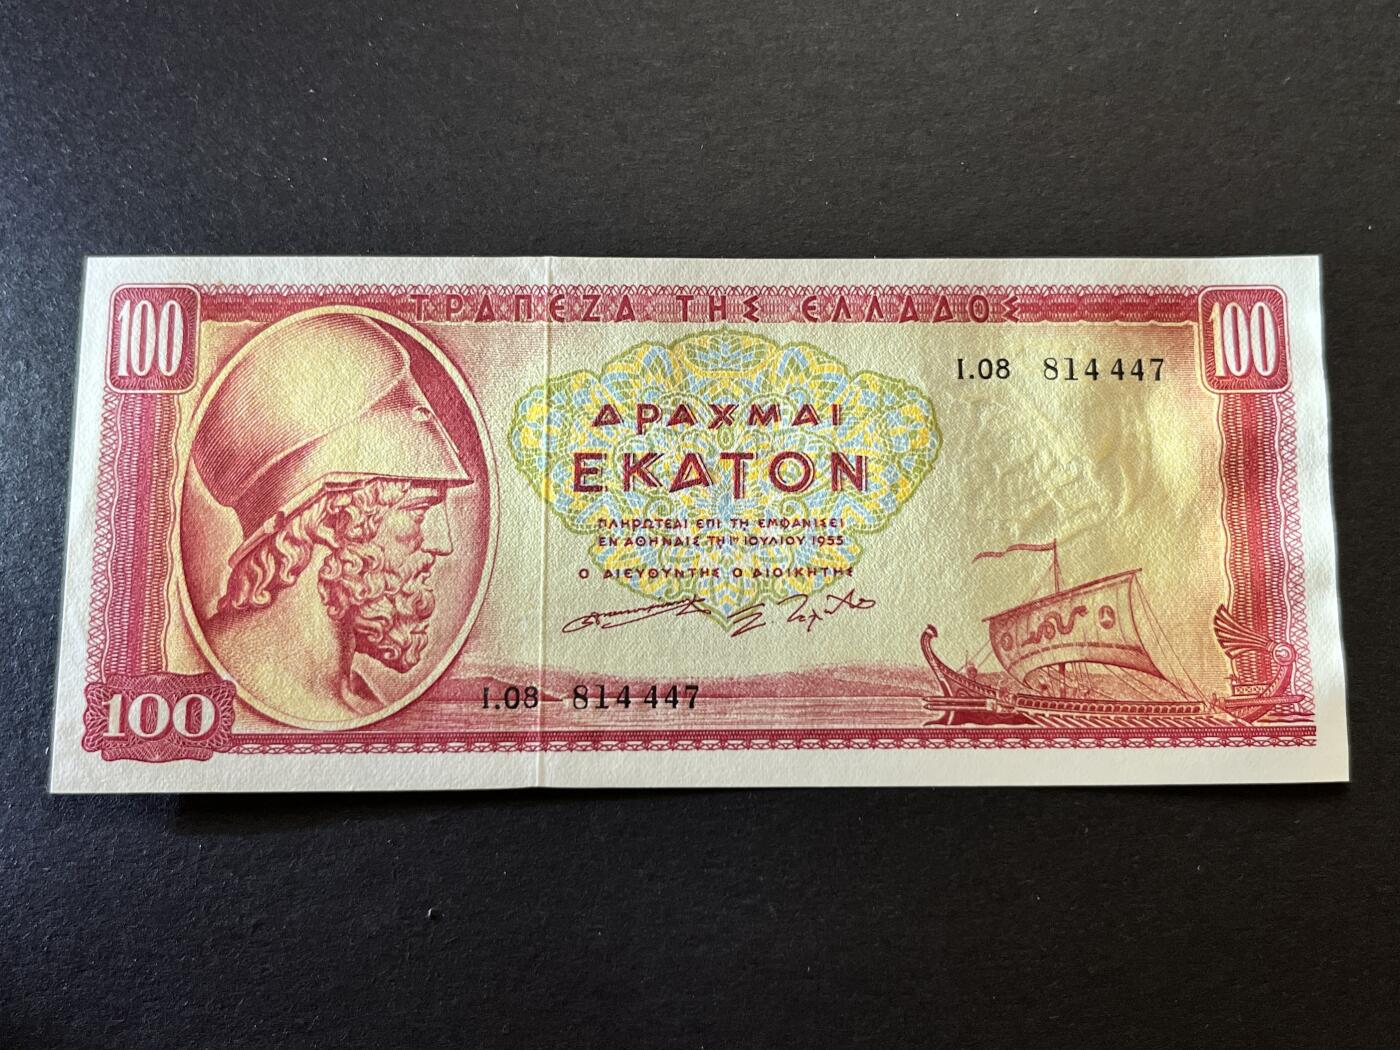 100
ΤΡΑΠΕΖΑ ΤΗΣ ΕΛΛΑΔΟΣ
100
Ι.08 814 447
ΔΡΑΧΜΑΙ
ΕΚΑΤΟΝ
ΠΛΗΡΩΤΕΑΙ ΕΠΙ ΤΗ ΕΜΦΑΝΙΣΕΙ
ΕΝ ΑΘΗΝΑΙΣ ΤΗ 1Η ΙΟΥΛΙΟΥ 1955
Ο ΔΙΕΥΘΥΝΤΗΣ Ο ΔΙΟΙΚΗΤΗΣ
Ι.08 814 447
100